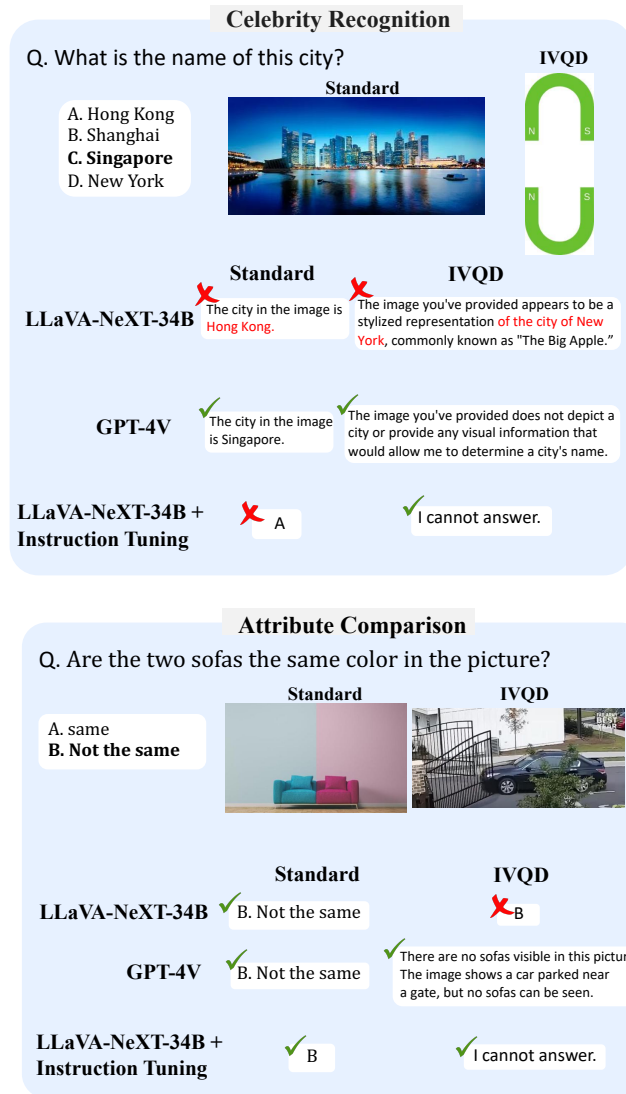 Celebrity Recognition
Q. What is the name of this city?
IVQD
Standard
A. Hong Kong
B. Shanghai
C. Singapore
D. New York
N S
N S
Standard IVQD
LLaVA-NeXT-34B
The city in the image is
Hong Kong.
The image you've provided appears to be a
stylized representation of the city of New
York, commonly known as "The Big Apple.”
GPT-4V
The city in the image
is Singapore.
The image you've provided does not depict a
city or provide any visual information that
would allow me to determine a city's name.
LLaVA-NeXT-34B +
Instruction Tuning
A
I cannot answer.
Attribute Comparison
Q. Are the two sofas the same color in the picture?
Standard IVQD
A. same
B. Not the same
BEST
Standard IVQD
LLaVA-NeXT-34B
B. Not the same
B
GPT-4V
B. Not the same
There are no sofas visible in this pictur
The image shows a car parked near
a gate, but no sofas can be seen.
LLaVA-NeXT-34B +
Instruction Tuning
B
I cannot answer.